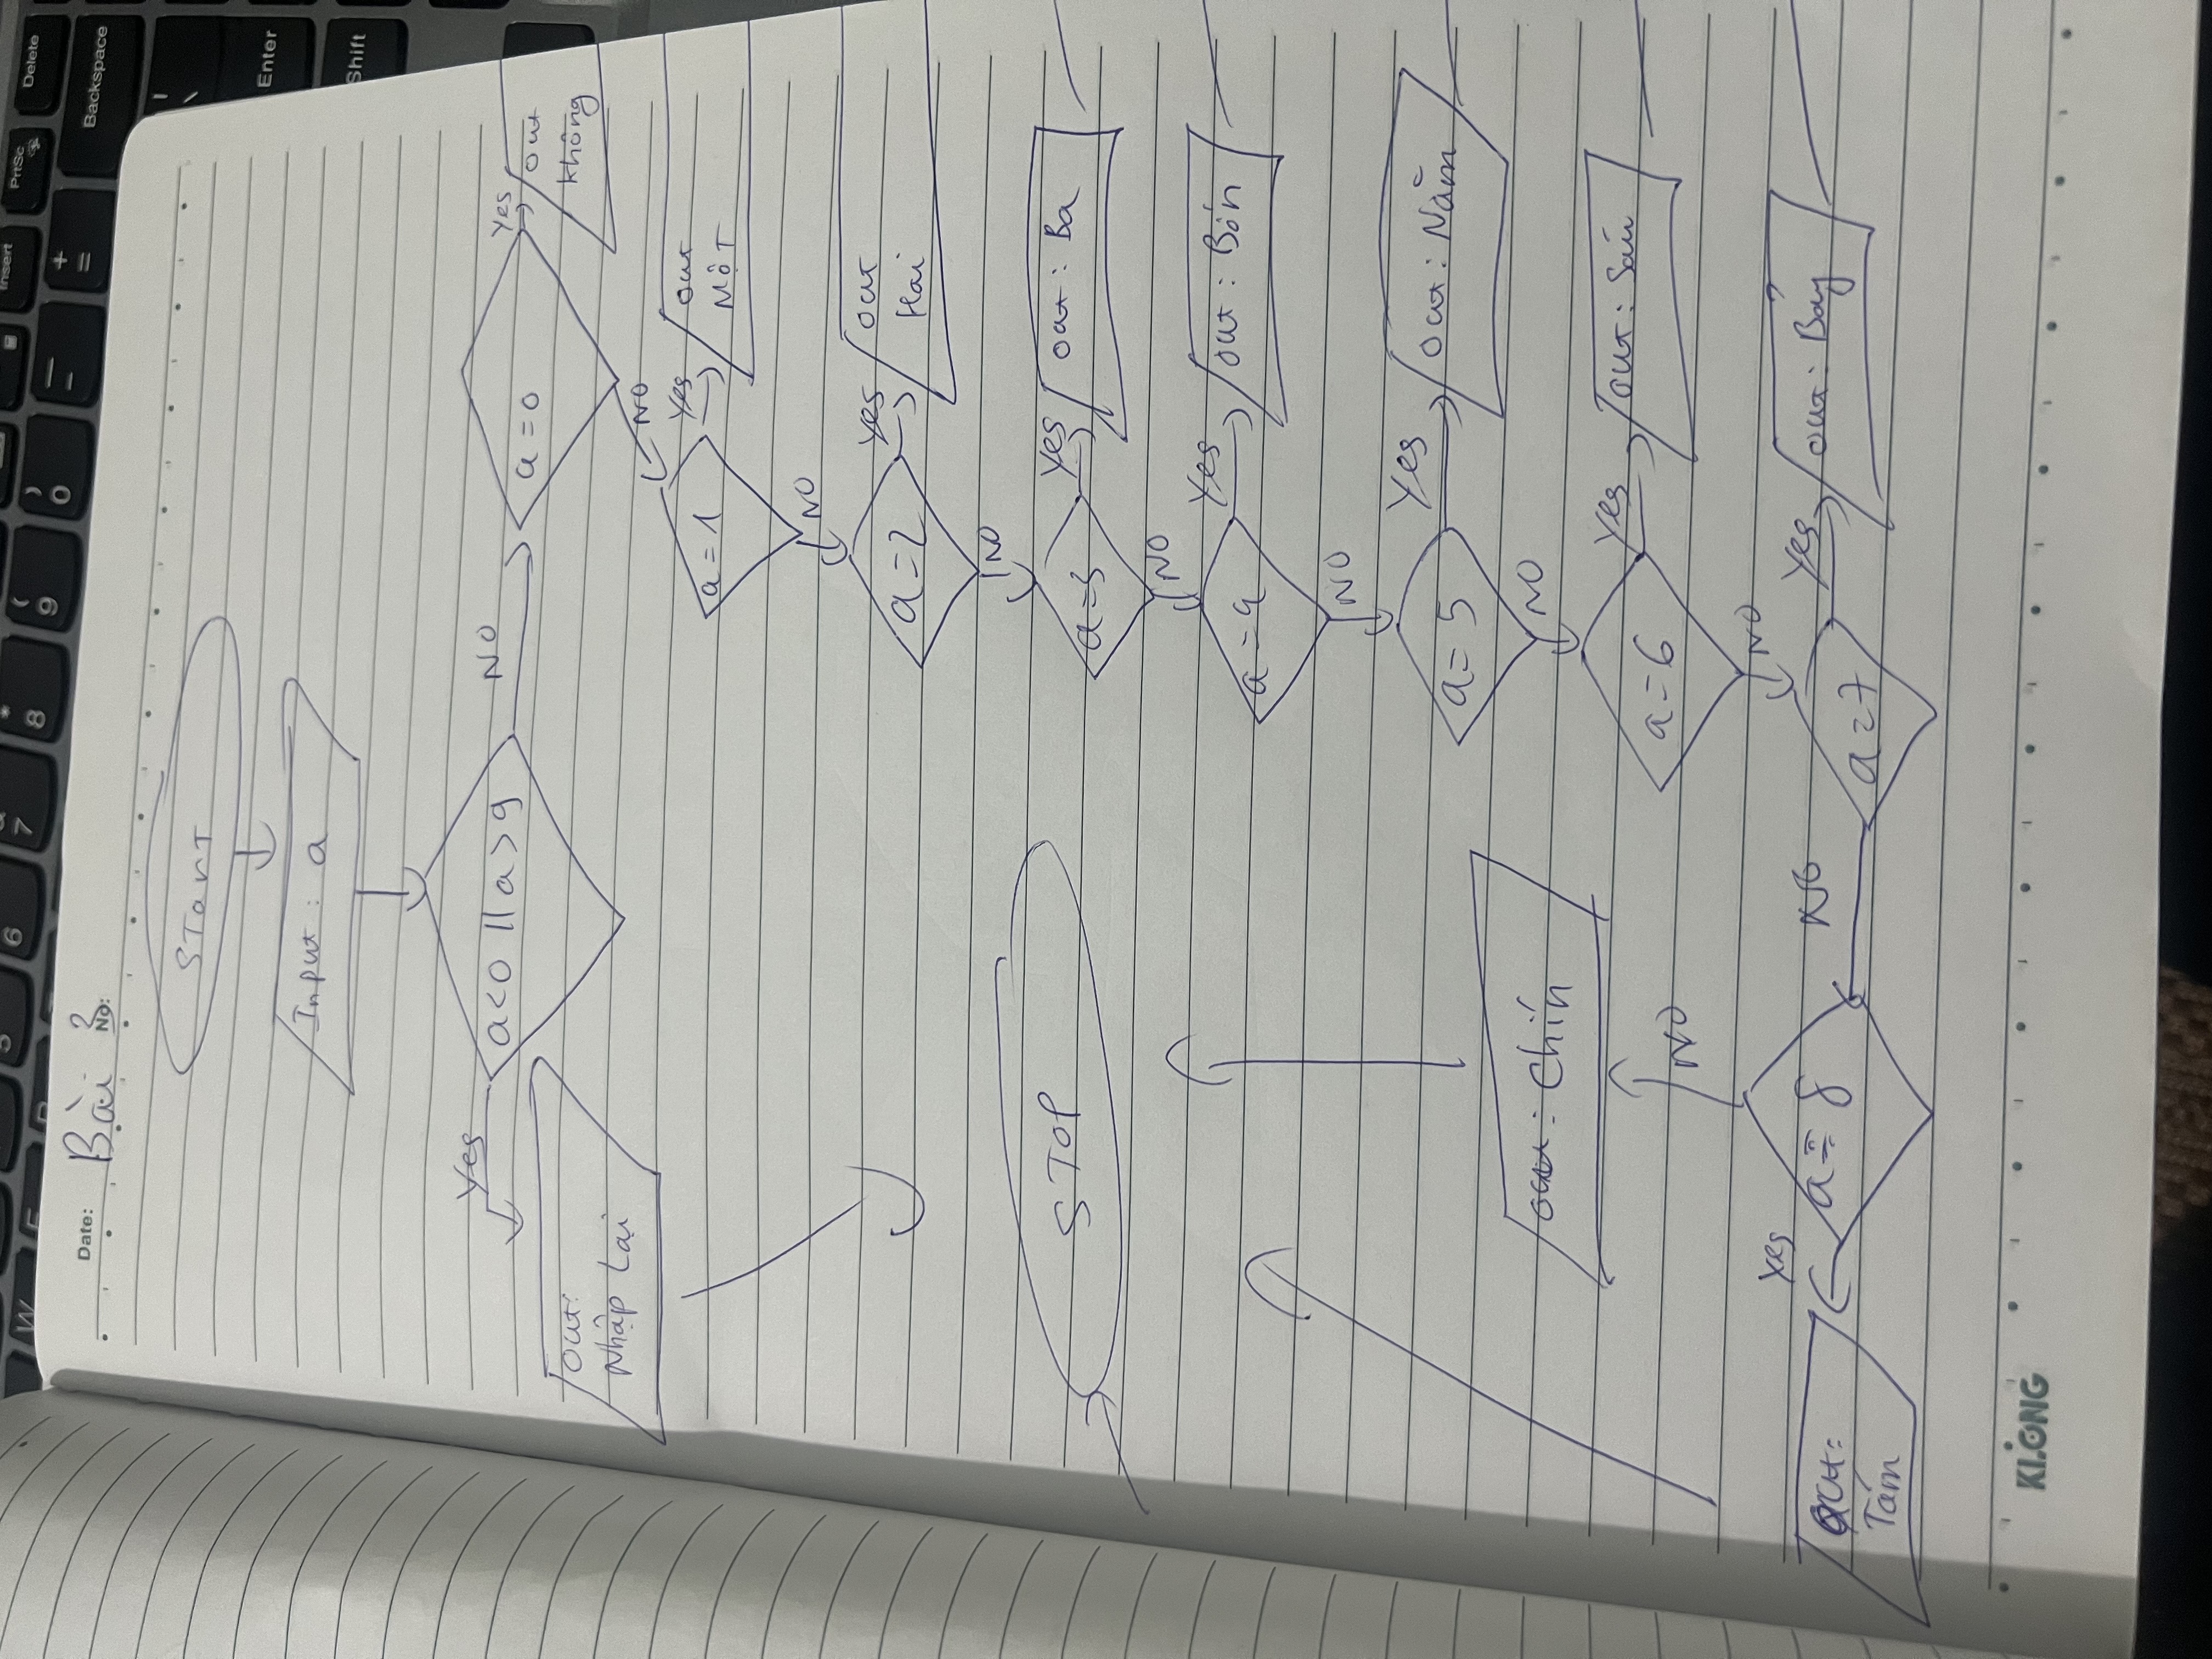 W
5
6
7
*
8
(
9
)
0
—
-
+
=
Insert
PrtSc
Delete
Backspace
Enter
Shift
Date: Bài 3
No:
START
Input: a
a<0 || a>9
Yes
NO
out:
Nhập Lại
a=0
Yes
out
không
NO
a=1
Yes
out
MỘT
NO
a=2
Yes
out
Hai
NO
a=3
Yes
out: Ba
STOP
NO
a=4
Yes
out: Bốn
NO
a=5
Yes
out: Năm
NO
out: Chín
a=6
Yes
out: Sáu
NO
NO
a=7
Yes
out: Bảy
NO
a=8
Yes
out:
Tám
KLONG